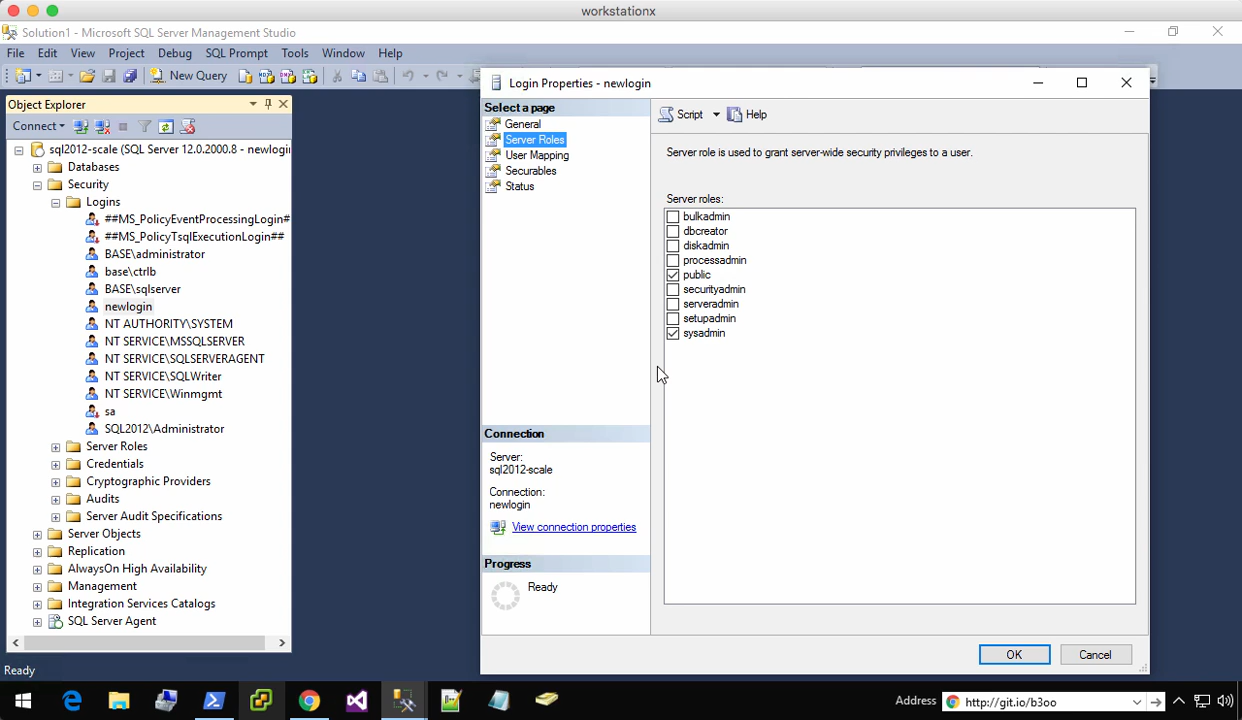 workstationx
Solution1 - Microsoft SQL Server Management Studio
File Edit View Project Debug SQL Prompt Tools Window Help
New Query
Object Explorer
Connect
sql2012-scale (SQL Server 12.0.2000.8 - newlogin
Databases
Security
Logins
##MS_PolicyEventProcessingLogin#
##MS_PolicyTsqlExecutionLogin##
BASE\administrator
base\ctrlb
BASE\sqlserver
newlogin
NT AUTHORITY\SYSTEM
NT SERVICE\MSSQLSERVER
NT SERVICE\SQLSERVERAGENT
NT SERVICE\SQLWriter
NT SERVICE\Winmgmt
sa
SQL2012\Administrator
Server Roles
Credentials
Cryptographic Providers
Audits
Server Audit Specifications
Server Objects
Replication
AlwaysOn High Availability
Management
Integration Services Catalogs
SQL Server Agent
Ready
Login Properties - newlogin
Select a page
General
Server Roles
User Mapping
Securables
Status
Connection
Server:
sql2012-scale
Connection:
newlogin
View connection properties
Progress
Ready
Script Help
Server role is used to grant server-wide security privileges to a user.
Server roles:
bulkadmin
dbcreator
diskadmin
processadmin
public
securityadmin
serveradmin
setupadmin
sysadmin
OK Cancel
Address http://git.io/b3oo